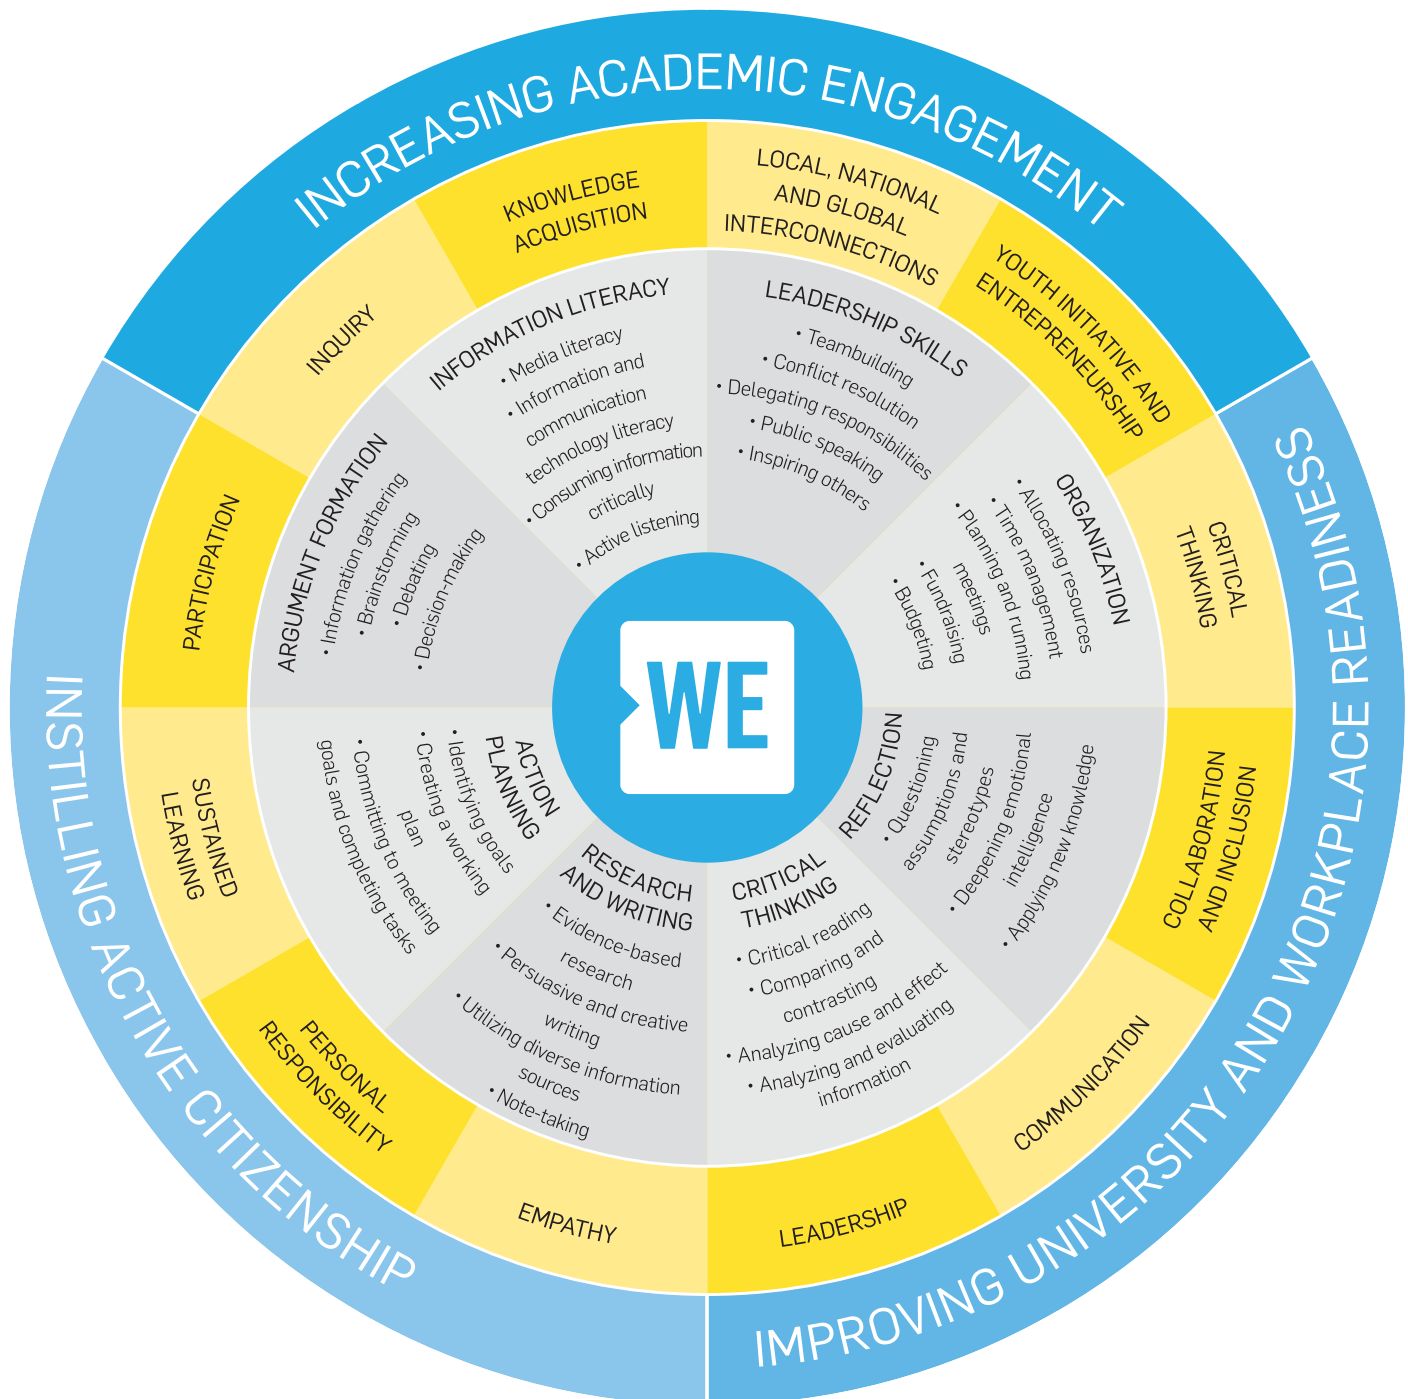 INCREASING ACADEMIC ENGAGEMENT
IMPROVING UNIVERSITY AND WORKPLACE READINESS
INSTILLING ACTIVE CITIZENSHIP
KNOWLEDGE
ACQUISITION
LOCAL, NATIONAL
AND GLOBAL
INTERCONNECTIONS
YOUTH INITIATIVE AND
ENTREPRENEURSHIP
CRITICAL
THINKING
COLLABORATION
AND INCLUSION
COMMUNICATION
LEADERSHIP
EMPATHY
PERSONAL
RESPONSIBILITY
SUSTAINED
LEARNING
PARTICIPATION
INQUIRY
INFORMATION LITERACY
• Media literacy
• Information and
communication
technology literacy
• Consuming information
critically
• Active listening
LEADERSHIP SKILLS
• Teambuilding
• Conflict resolution
• Delegating responsibilities
• Public speaking
• Inspiring others
ORGANIZATION
• Allocating resources
• Time management
• Planning and running
meetings
• Fundraising
• Budgeting
REFLECTION
• Questioning
assumptions and
stereotypes
• Deepening emotional
intelligence
• Applying new knowledge
CRITICAL
THINKING
• Critical reading
• Comparing and
contrasting
• Analyzing cause and effect
• Analyzing and evaluating
information
RESEARCH
AND WRITING
• Evidence-based
research
• Persuasive and creative
writing
• Utilizing diverse information
sources
• Note-taking
ACTION
PLANNING
• Identifying goals
• Creating a working
plan
• Committing to meeting
goals and completing tasks
ARGUMENT FORMATION
• Information gathering
• Brainstorming
• Debating
• Decision-making
WE